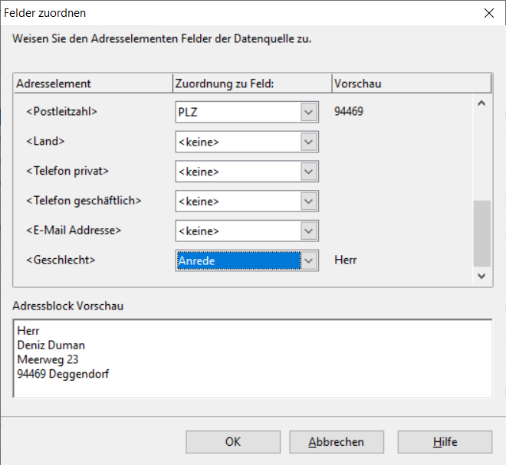 Felder zuordnen
Weisen Sie den Adresselementen Felder der Datenquelle zu.
Adresselement Zuordnung zu Feld: Vorschau
<Postleitzahl> PLZ 94469
<Land> <keine>
<Telefon privat> <keine>
<Telefon geschäftlich> <keine>
<E-Mail Addresse> <keine>
<Geschlecht> Anrede Herr
Adressblock Vorschau
Herr
Deniz Duman
Meerweg 23
94469 Deggendorf
OK Abbrechen Hilfe